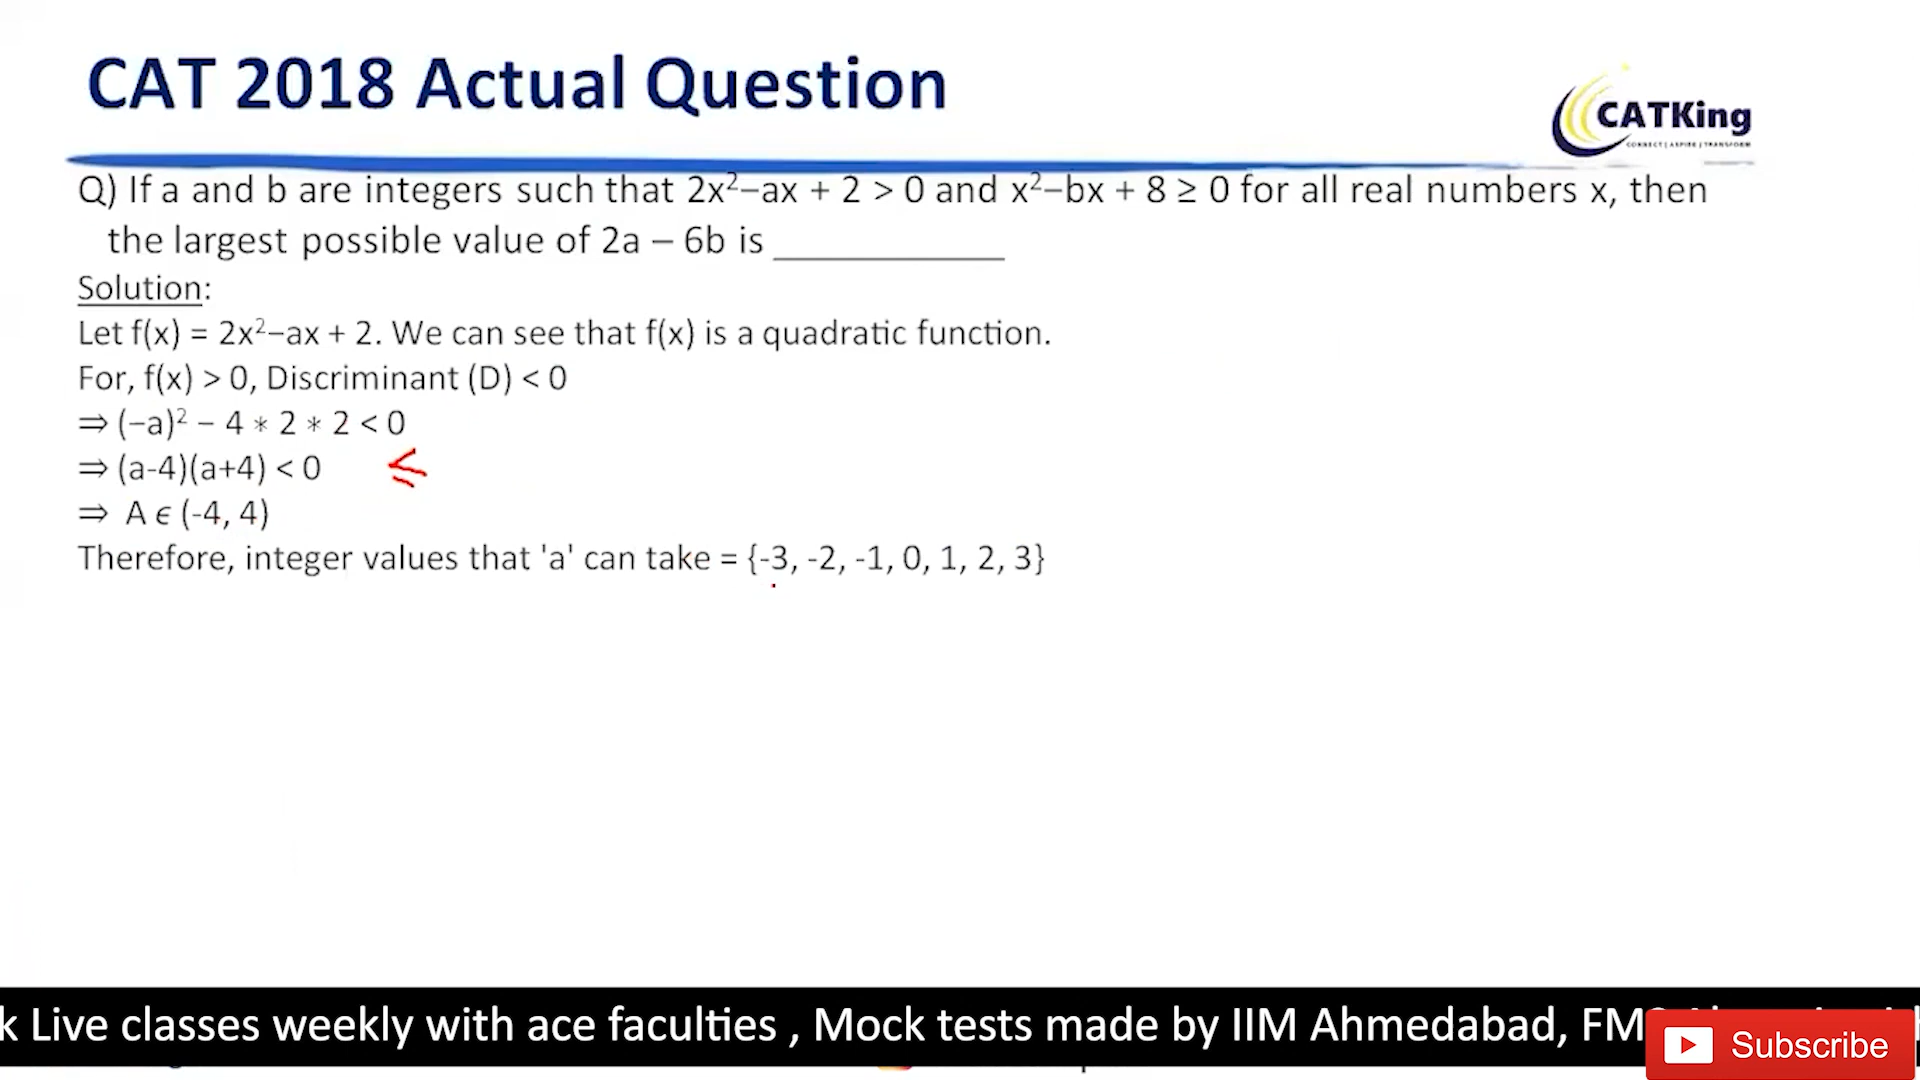 CAT 2018 Actual Question
CATKing
CONNECT | ASPIRE | TRANSFORM
Q) If a and b are integers such that 2x²−ax + 2 > 0 and x²−bx + 8 ≥ 0 for all real numbers x, then
the largest possible value of 2a − 6b is ____________
Solution:
Let f(x) = 2x²−ax + 2. We can see that f(x) is a quadratic function.
For, f(x) > 0, Discriminant (D) < 0
⇒ (−a)² − 4 * 2 * 2 < 0
⇒ (a-4)(a+4) < 0 ≤
⇒ A ϵ (-4, 4)
Therefore, integer values that 'a' can take = {-3, -2, -1, 0, 1, 2, 3}
k Live classes weekly with ace faculties , Mock tests made by IIM Ahmedabad,
Subscribe